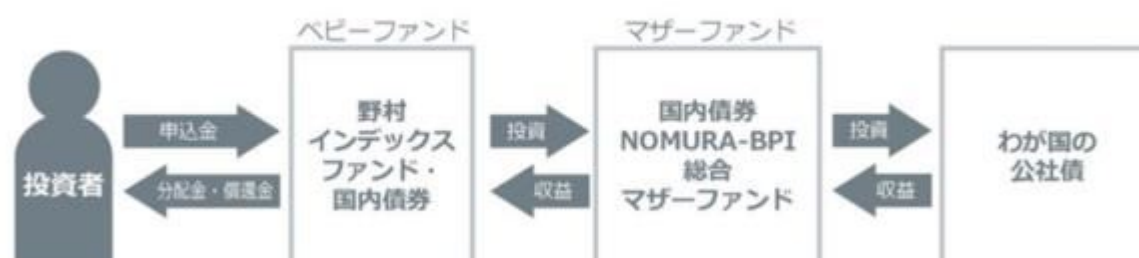 ベビーファンド
マザーファンド
投資者
申込金
分配金・償還金
野村
インデックス
ファンド・
国内債券
投資
収益
国内債券
NOMURA-BPI
総合
マザーファンド
投資
収益
わが国の
公社債